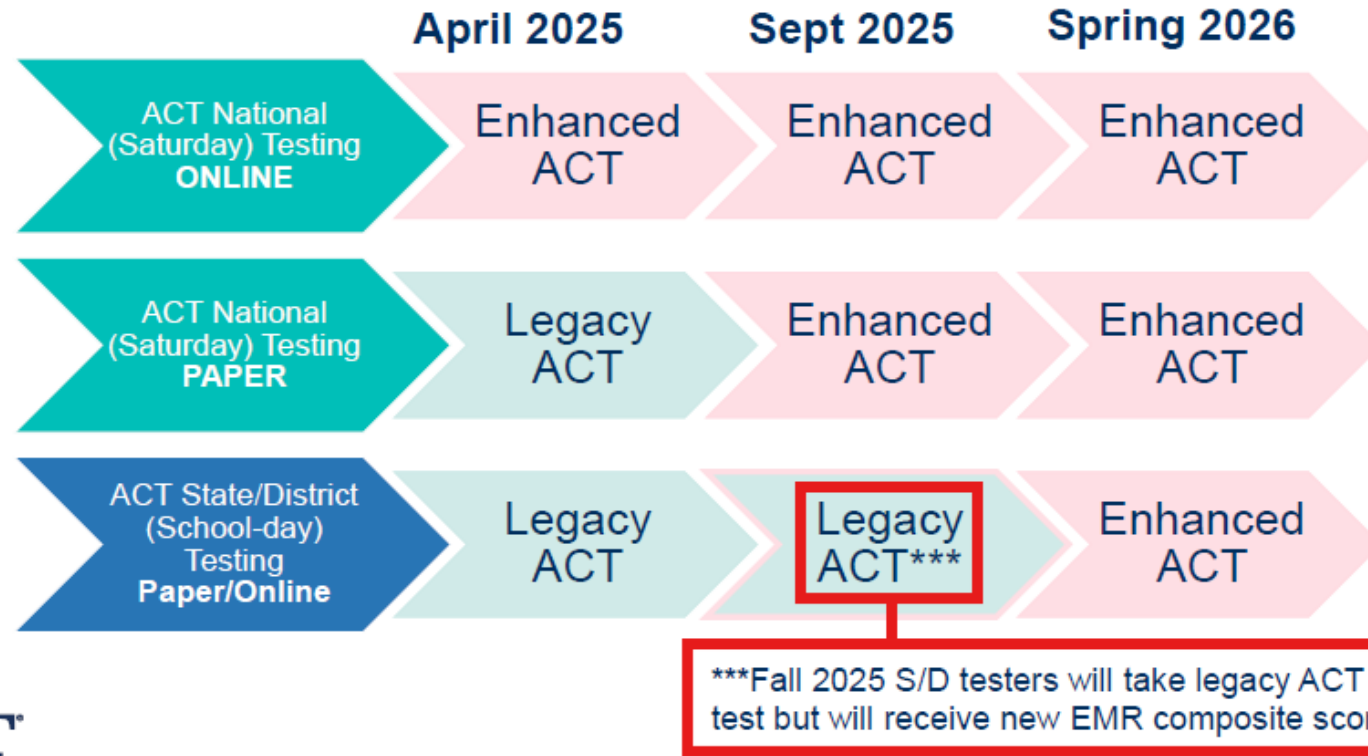 April 2025
Sept 2025
Spring 2026
ACT National
(Saturday) Testing
ONLINE
Enhanced
ACT
Enhanced
ACT
Enhanced
ACT
ACT National
(Saturday) Testing
PAPER
Legacy
ACT
Enhanced
ACT
Enhanced
ACT
ACT State/District
(School-day)
Testing
Paper/Online
Legacy
ACT
Legacy
ACT***
Enhanced
ACT
***Fall 2025 S/D testers will take legacy ACT
test but will receive new EMR composite